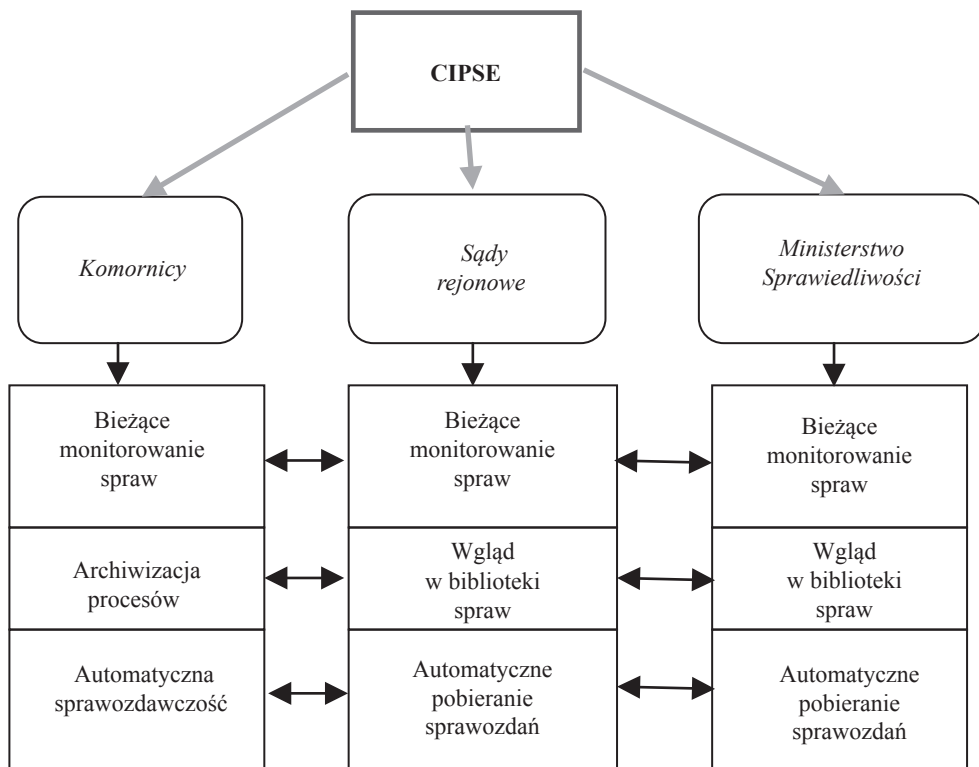 CIPSE
Komornicy
Sądy
rejonowe
Ministerstwo
Sprawiedliwości
Bieżące
monitorowanie
spraw
Bieżące
monitorowanie
spraw
Bieżące
monitorowanie
spraw
Archiwizacja
procesów
Wgląd
w biblioteki
spraw
Wgląd
w biblioteki
spraw
Automatyczna
sprawozdawczość
Automatyczne
pobieranie
sprawozdań
Automatyczne
pobieranie
sprawozdań